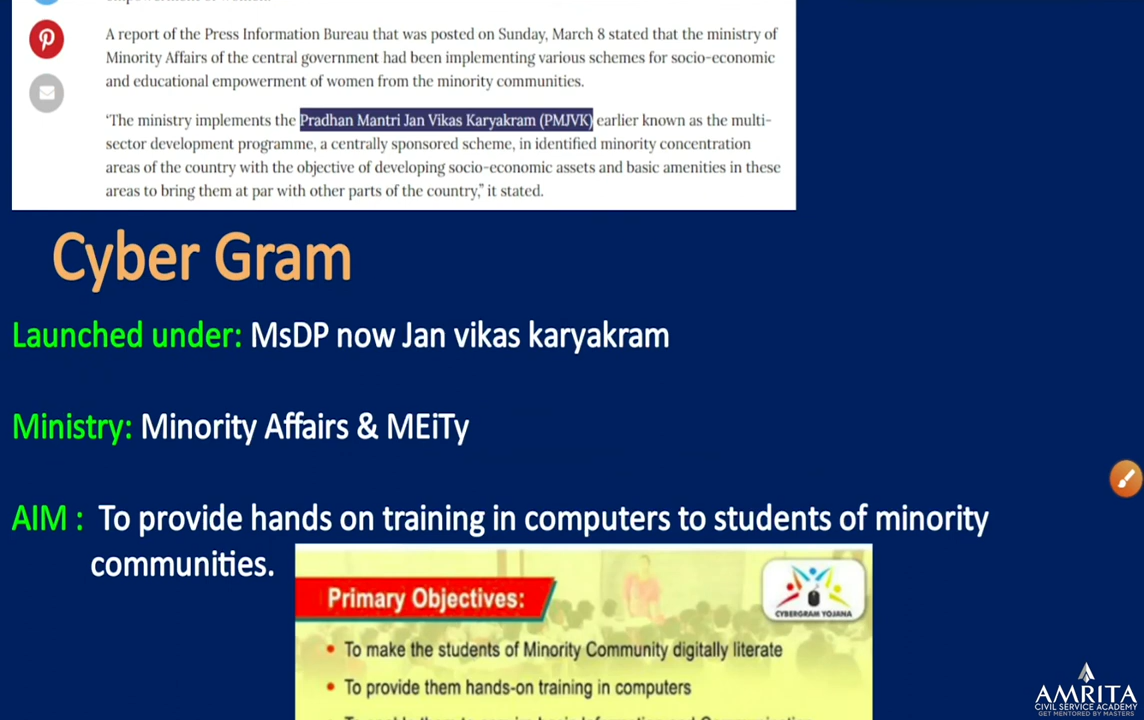 A report of the Press Information Bureau that was posted on Sunday, March 8 stated that the ministry of
Minority Affairs of the central government had been implementing various schemes for socio-economic
and educational empowerment of women from the minority communities.
‘The ministry implements the Pradhan Mantri Jan Vikas Karyakram (PMJVK) earlier known as the multi-
sector development programme, a centrally sponsored scheme, in identified minority concentration
areas of the country with the objective of developing socio-economic assets and basic amenities in these
areas to bring them at par with other parts of the country,” it stated.
Cyber Gram
Launched under: MsDP now Jan vikas karyakram
Ministry: Minority Affairs & MEiTy
AIM : To provide hands on training in computers to students of minority
communities.
Primary Objectives:
CYBERGRAM YOJANA
• To make the students of Minority Community digitally literate
• To provide them hands-on training in computers
AMRITA
CIVIL SERVICE ACADEMY
GET MENTORED BY MASTERS